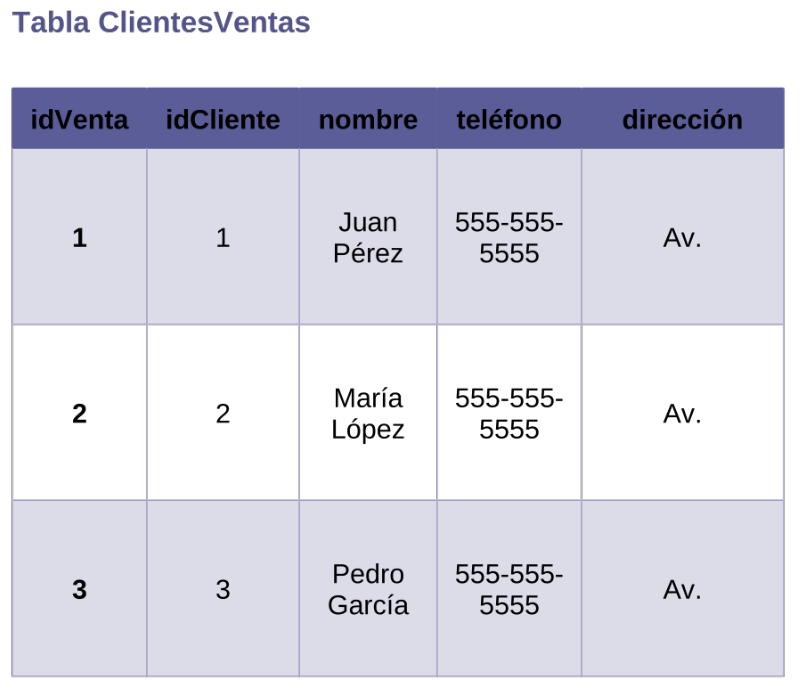 Tabla ClientesVentas
idVenta idCliente nombre teléfono dirección
1 1 Juan Pérez 555-555-5555 Av.
2 2 María López 555-555-5555 Av.
3 3 Pedro García 555-555-5555 Av.